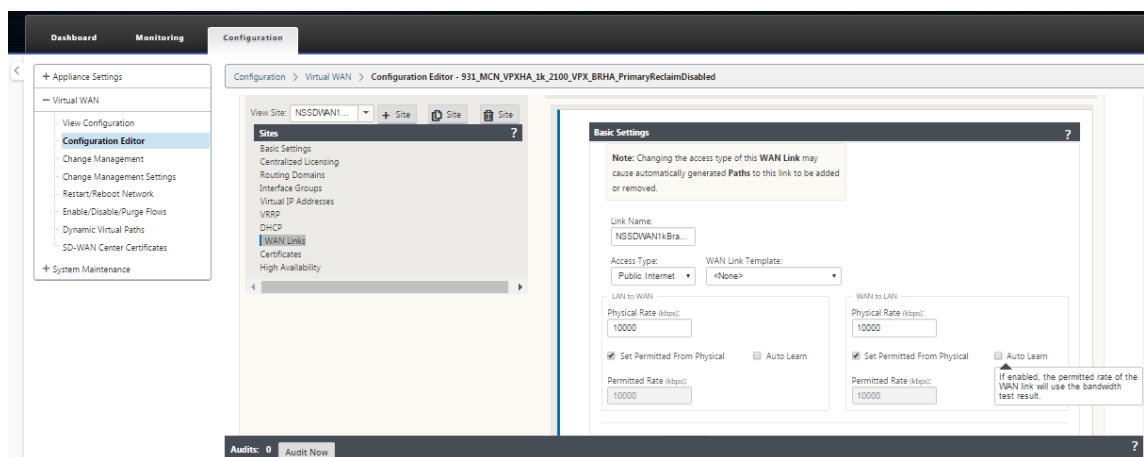 Dashboard Monitoring Configuration
+ Appliance Settings
− Virtual WAN
View Configuration
Configuration Editor
Change Management
Change Management Settings
Restart/Reboot Network
Enable/Disable/Purge Flows
Dynamic Virtual Paths
SD-WAN Center Certificates
+ System Maintenance
Configuration > Virtual WAN > Configuration Editor - 931_MCN_VPXHA_1k_2100_VPX_BRHA_PrimaryReclaimDisabled
View Site: NSSDWAN1... + Site Site Site
Sites ?
Basic Settings
Centralized Licensing
Routing Domains
Interface Groups
Virtual IP Addresses
VRRP
DHCP
WAN Links
Certificates
High Availability
Basic Settings ?
Note: Changing the access type of this WAN Link may
cause automatically generated Paths to this link to be added
or removed.
Link Name:
NSSDWAN1kBra...
Access Type: WAN Link Template:
Public Internet <None>
LAN to WAN
Physical Rate (kbps):
10000
Set Permitted From Physical Auto Learn
Permitted Rate (kbps):
10000
WAN to LAN
Physical Rate (kbps):
10000
Set Permitted From Physical Auto Learn
Permitted Rate (kbps):
10000
If enabled, the permitted rate of the
WAN link will use the bandwidth
test result.
Audits: 0 Audit Now ?